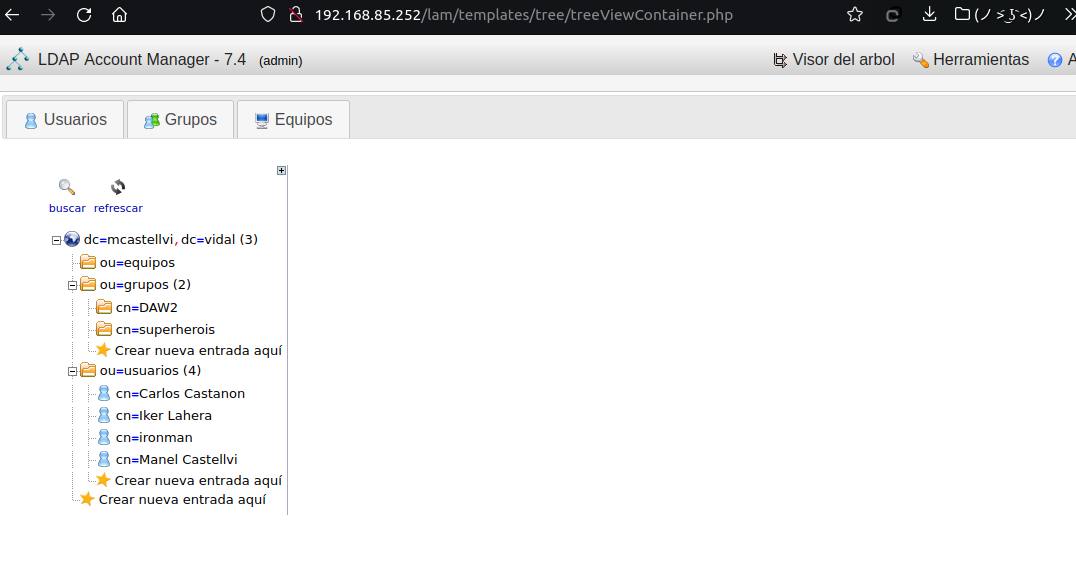 192.168.85.252/lam/templates/tree/treeViewContainer.php
LDAP Account Manager - 7.4 (admin) Visor del arbol Herramientas A
Usuarios Grupos Equipos
buscar refrescar
dc=mcastellvi,dc=vidal (3)
ou=equipos
ou=grupos (2)
cn=DAW2
cn=superherois
Crear nueva entrada aquí
ou=usuarios (4)
cn=Carlos Castanon
cn=Iker Lahera
cn=ironman
cn=Manel Castellvi
Crear nueva entrada aquí
Crear nueva entrada aquí